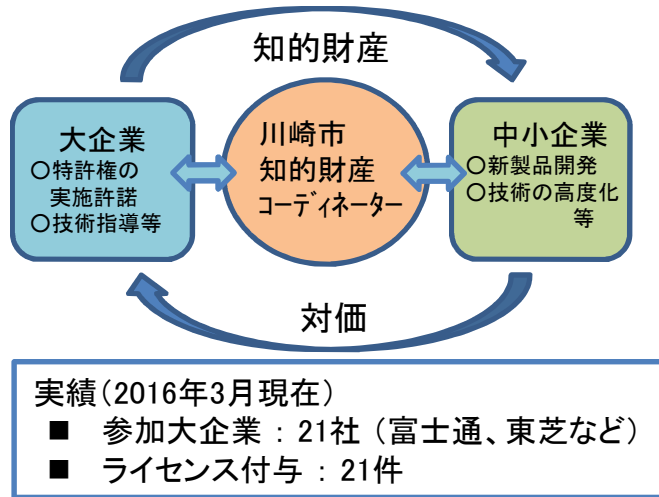 知的財産
大企業
○特許権の
実施許諾
○技術指導等
川崎市
知的財産
コーディネーター
中小企業
○新製品開発
○技術の高度化
等
対価
実績（2016年3月現在）
■ 参加大企業 : 21社 （富士通、東芝など）
■ ライセンス付与 : 21件